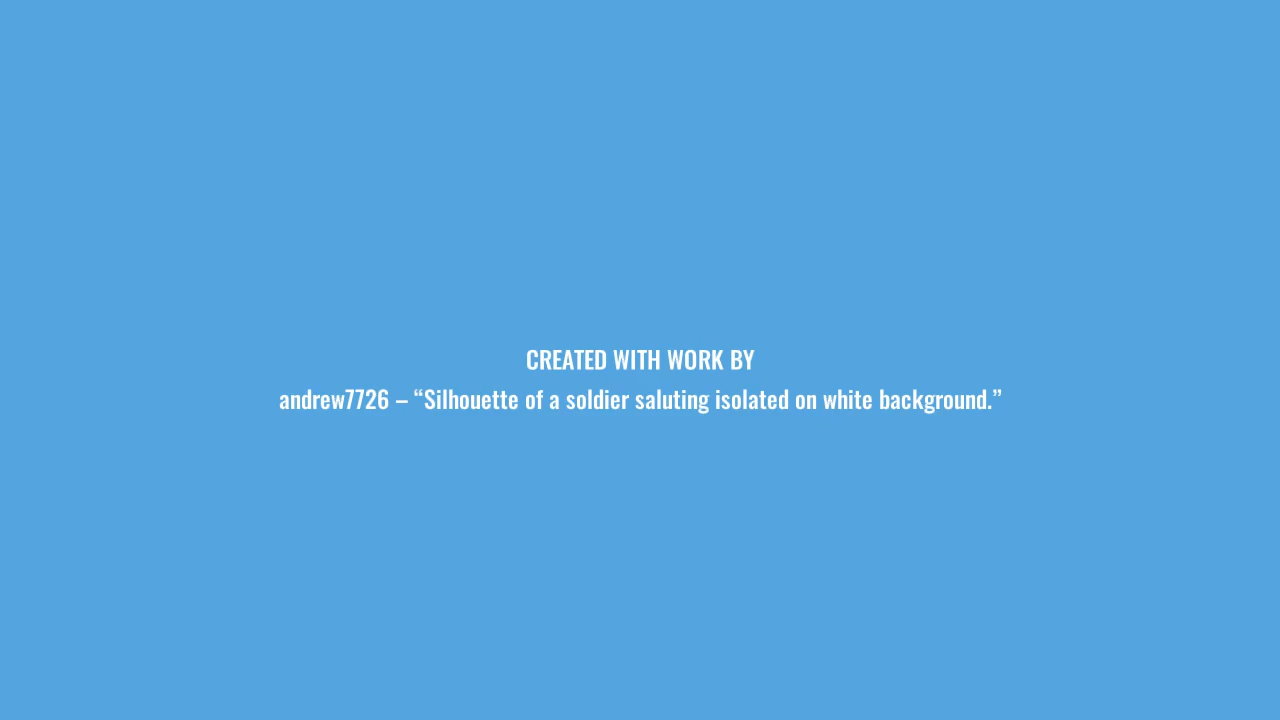 CREATED WITH WORK BY
andrew7726 – “Silhouette of a soldier saluting isolated on white background.”